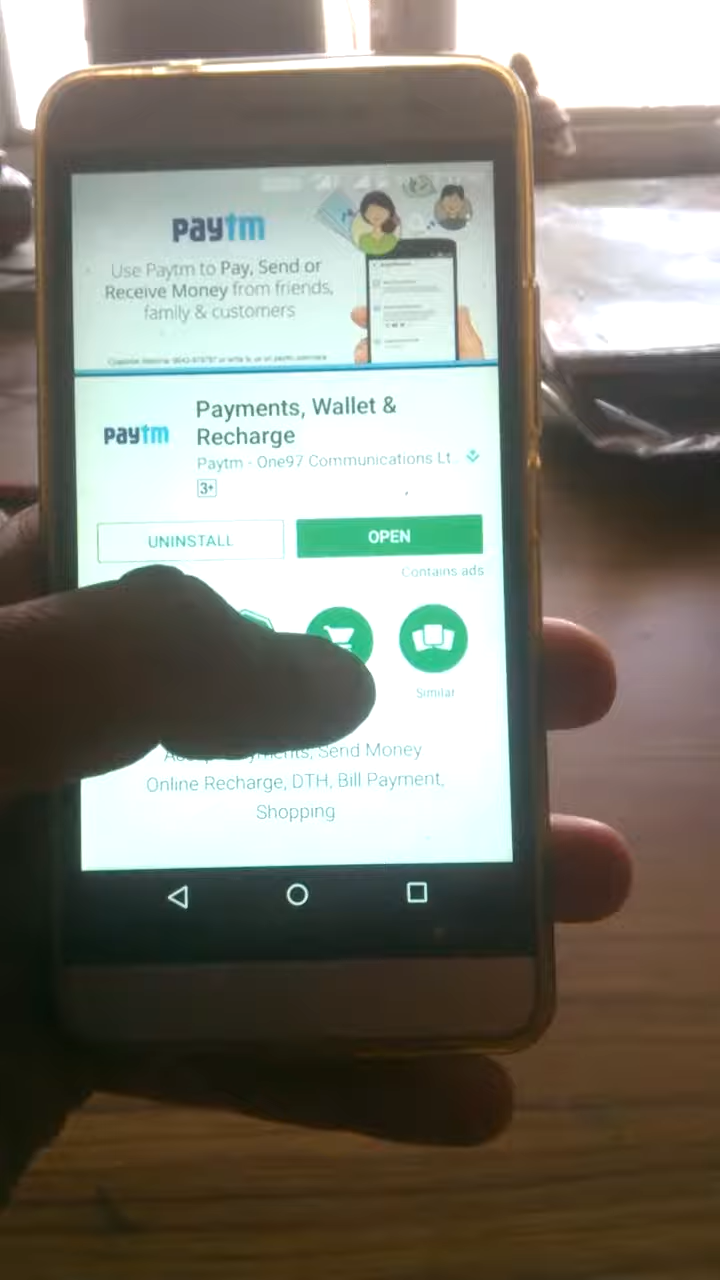 paytm
Use Paytm to Pay, Send or
Receive Money from friends,
family & customers
paytm
Payments, Wallet &
Recharge
Paytm - One97 Communications Lt..
3+
UNINSTALL
OPEN
Contains ads
Similar
Payments, Send Money
Online Recharge, DTH, Bill Payment,
Shopping